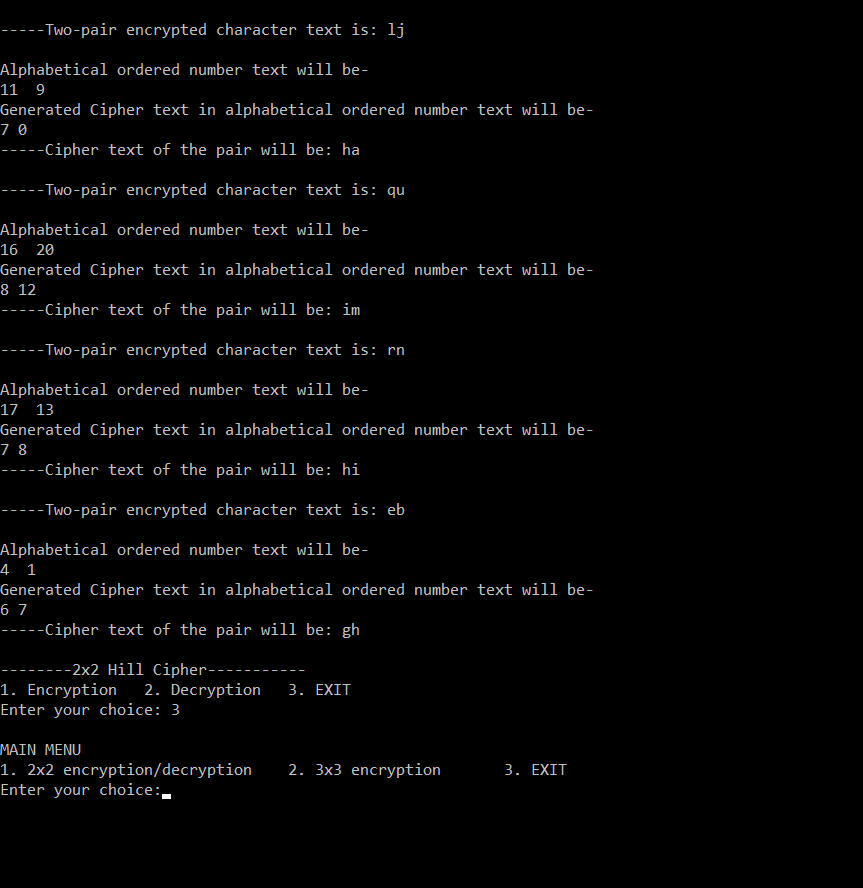 -----Two-pair encrypted character text is: lj
Alphabetical ordered number text will be-
11  9
Generated Cipher text in alphabetical ordered number text will be-
7 0
-----Cipher text of the pair will be: ha
-----Two-pair encrypted character text is: qu
Alphabetical ordered number text will be-
16  20
Generated Cipher text in alphabetical ordered number text will be-
8 12
-----Cipher text of the pair will be: im
-----Two-pair encrypted character text is: rn
Alphabetical ordered number text will be-
17  13
Generated Cipher text in alphabetical ordered number text will be-
7 8
-----Cipher text of the pair will be: hi
-----Two-pair encrypted character text is: eb
Alphabetical ordered number text will be-
4  1
Generated Cipher text in alphabetical ordered number text will be-
6 7
-----Cipher text of the pair will be: gh
--------2x2 Hill Cipher-----------
1. Encryption   2. Decryption   3. EXIT
Enter your choice: 3
MAIN MENU
1. 2x2 encryption/decryption    2. 3x3 encryption       3. EXIT
Enter your choice: